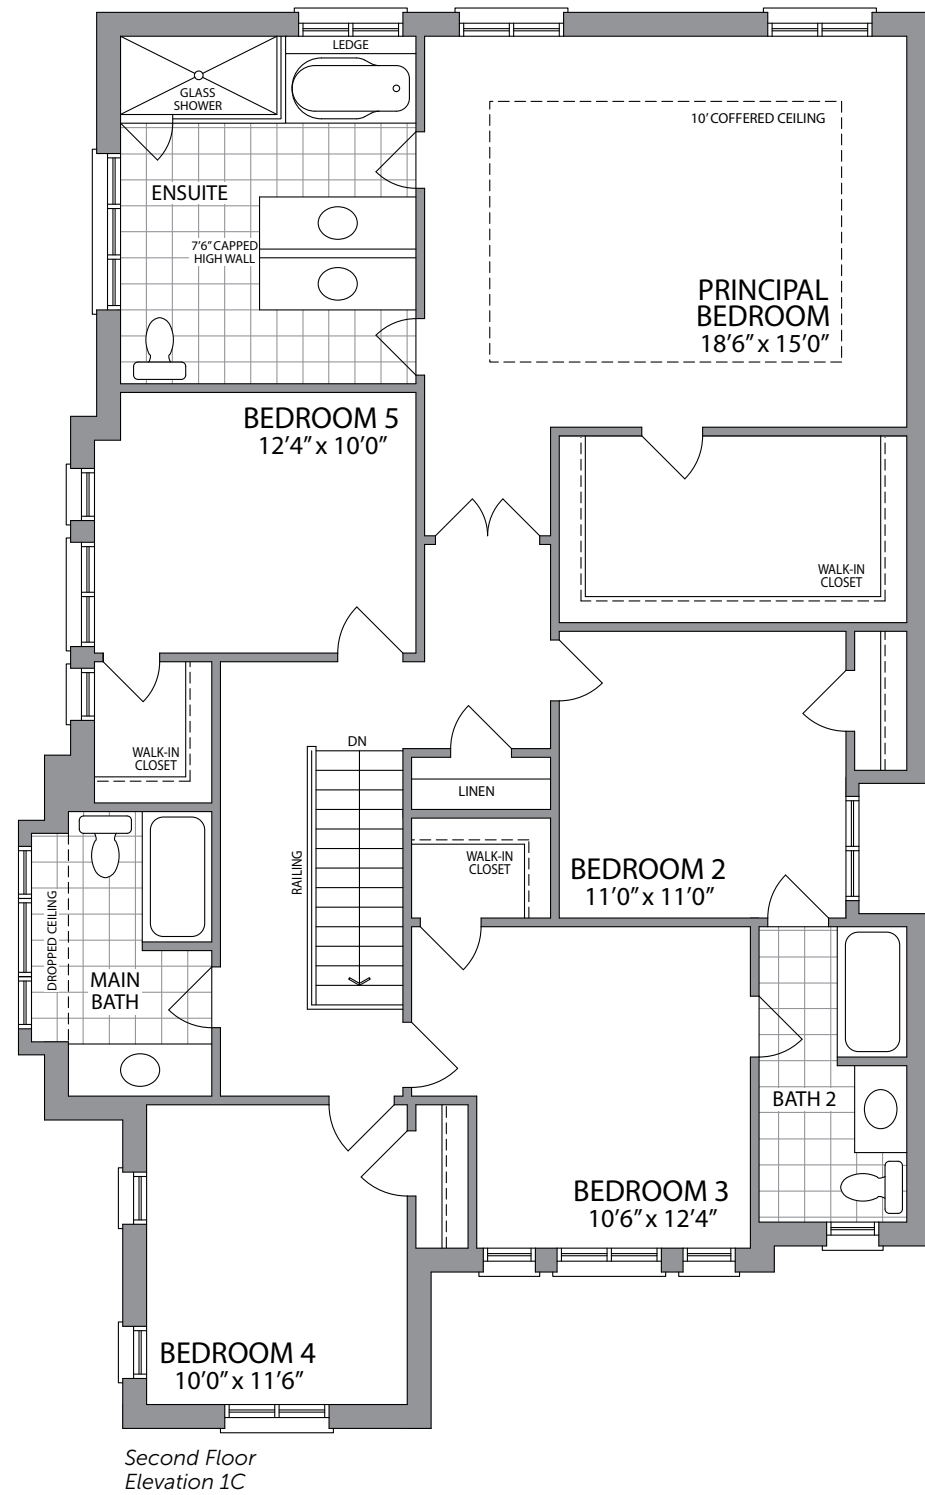 LEDGE
GLASS
SHOWER
10' COFFERED CEILING
ENSUITE
7'6" CAPPED
HIGH WALL
PRINCIPAL
BEDROOM
18'6" x 15'0"
BEDROOM 5
12'4" x 10'0"
WALK-IN
CLOSET
DN
WALK-IN
CLOSET
LINEN
RAILING
WALK-IN
CLOSET
BEDROOM 2
11'0" x 11'0"
DROPPED CEILING
MAIN
BATH
BATH 2
BEDROOM 3
10'6" x 12'4"
BEDROOM 4
10'0" x 11'6"
Second Floor
Elevation 1C